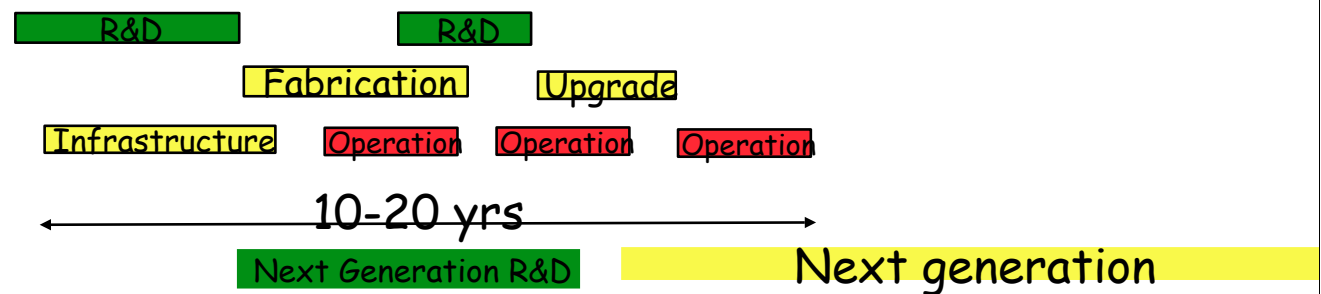 R&D R&D
Fabrication Upgrade
Infrastructure Operation Operation Operation
10-20 yrs
Next Generation R&D Next generation